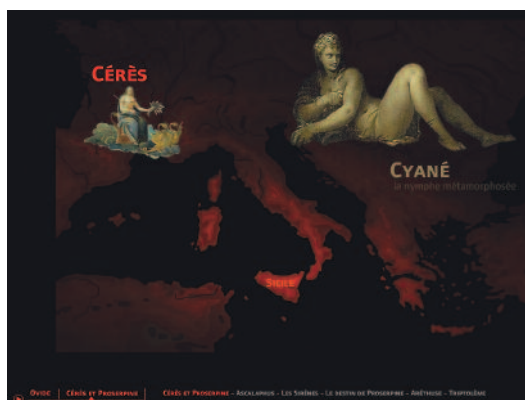 CÉRÈS
CYANÉ
la nymphe métamorphosée
SICILE
OVIDE | CÉRÈS ET PROSERPINE | CÉRÈS ET PROSERPINE – ASCALAPHUS – LES SIRÈNES – LE DESTIN DE PROSERPINE – ARÉTHUSE – TRIPTOLÈME